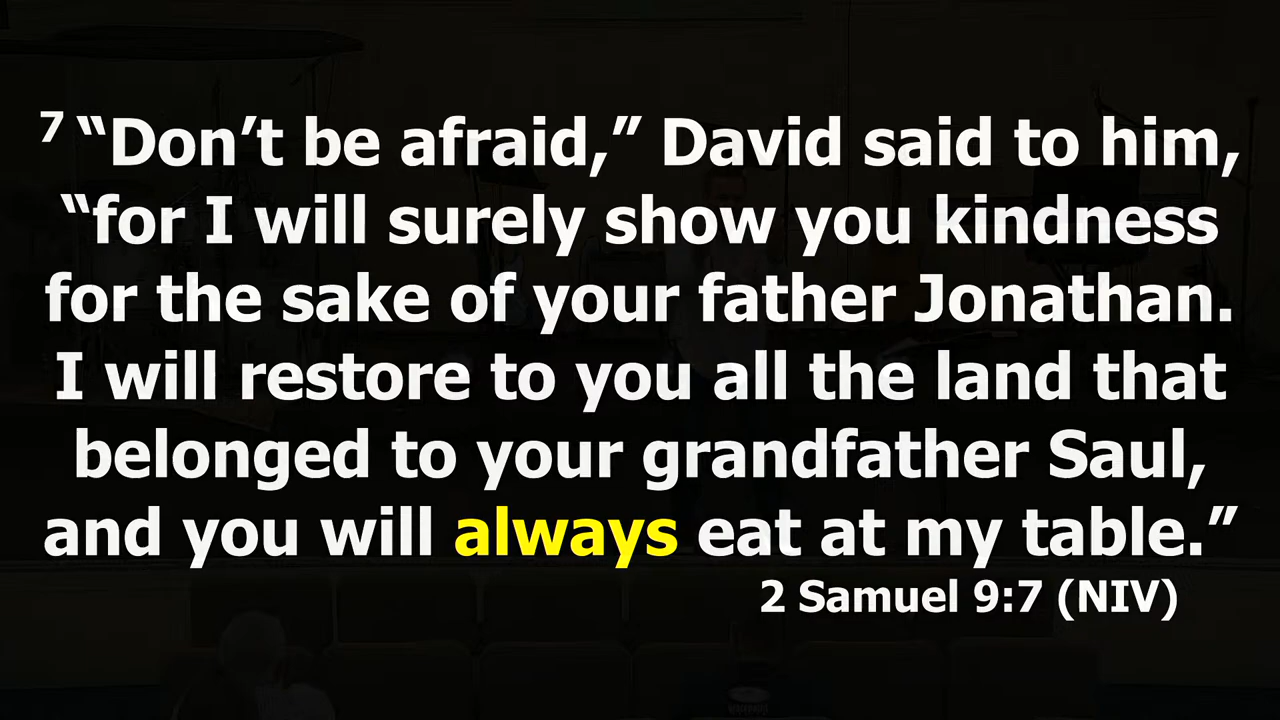 7 “Don’t be afraid,” David said to him,
“for I will surely show you kindness
for the sake of your father Jonathan.
I will restore to you all the land that
belonged to your grandfather Saul,
and you will always eat at my table.”
2 Samuel 9:7 (NIV)